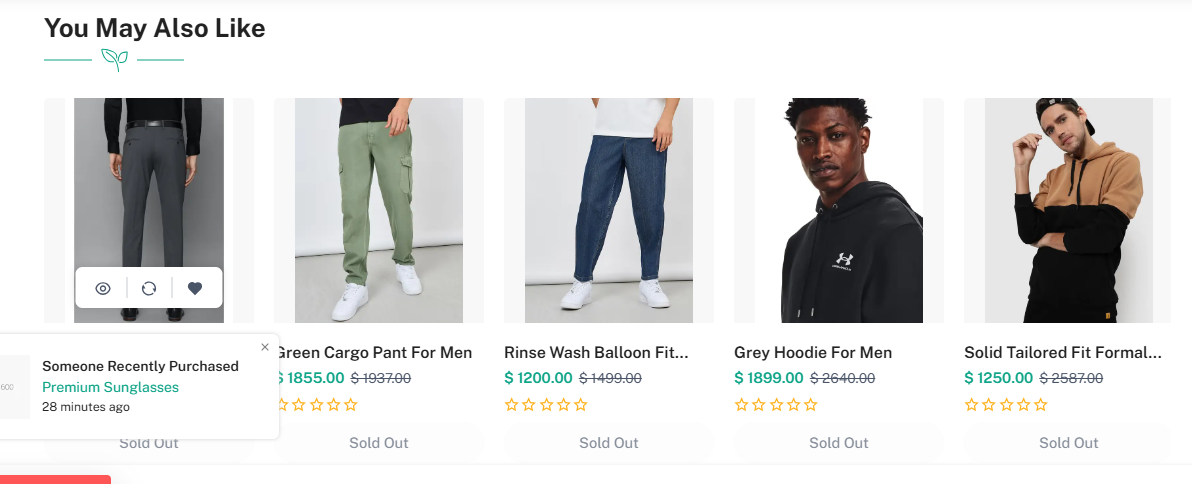 You May Also Like
Someone Recently Purchased
Premium Sunglasses
28 minutes ago
600
Sold Out
Green Cargo Pant For Men
$ 1855.00 $ 1937.00
Sold Out
Rinse Wash Balloon Fit...
$ 1200.00 $ 1499.00
Sold Out
Grey Hoodie For Men
$ 1899.00 $ 2640.00
Sold Out
Solid Tailored Fit Formal...
$ 1250.00 $ 2587.00
Sold Out